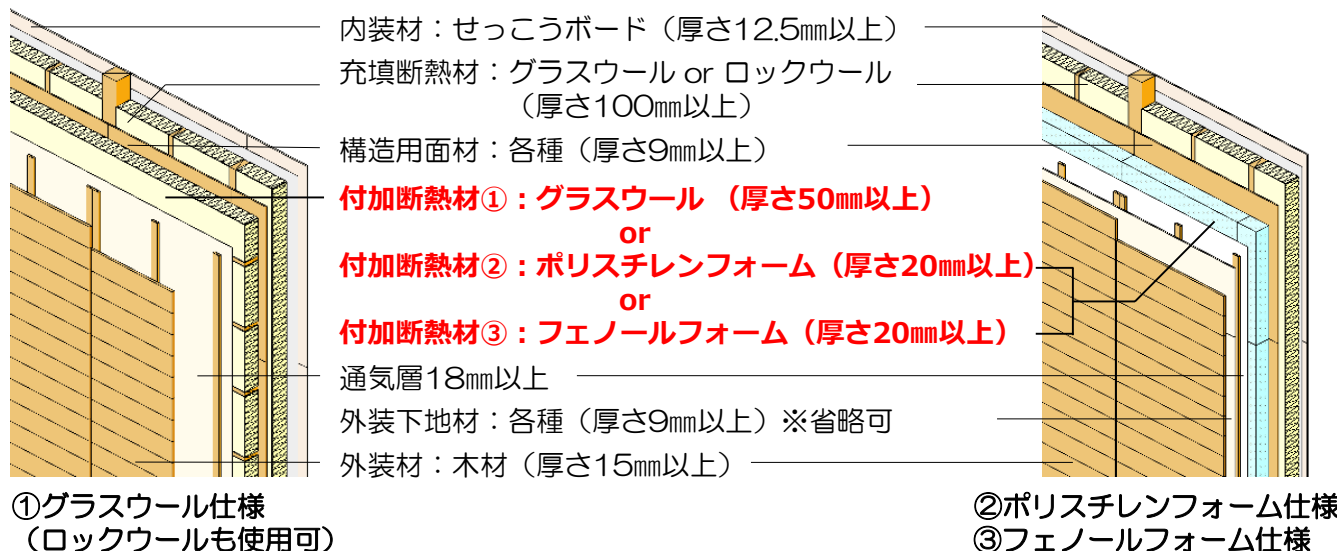 内装材：せっこうボード（厚さ12.5㎜以上）
充填断熱材：グラスウール or ロックウール
（厚さ100㎜以上）
構造用面材：各種（厚さ9㎜以上）
付加断熱材①：グラスウール （厚さ50㎜以上）
or
付加断熱材②：ポリスチレンフォーム（厚さ20㎜以上）
or
付加断熱材③：フェノールフォーム（厚さ20㎜以上）
通気層18㎜以上
外装下地材：各種（厚さ9㎜以上）※省略可
外装材：木材（厚さ15㎜以上）
①グラスウール仕様
（ロックウールも使用可）
②ポリスチレンフォーム仕様
③フェノールフォーム仕様